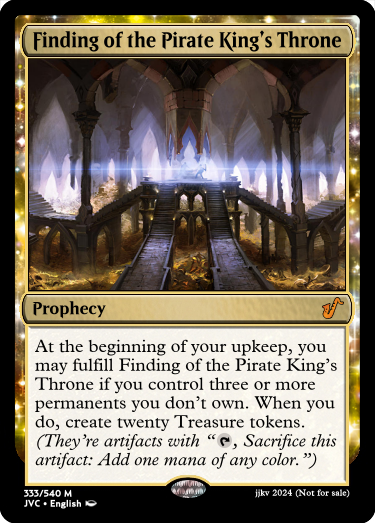 Finding of the Pirate King's Throne
Prophecy
At the beginning of your upkeep, you
may fulfill Finding of the Pirate King's
Throne if you control three or more
permanents you don't own. When you
do, create twenty Treasure tokens.
(They're artifacts with “, Sacrifice this
artifact: Add one mana of any color.”)
333/540 M
JVC • English
jjkv 2024 (Not for sale)